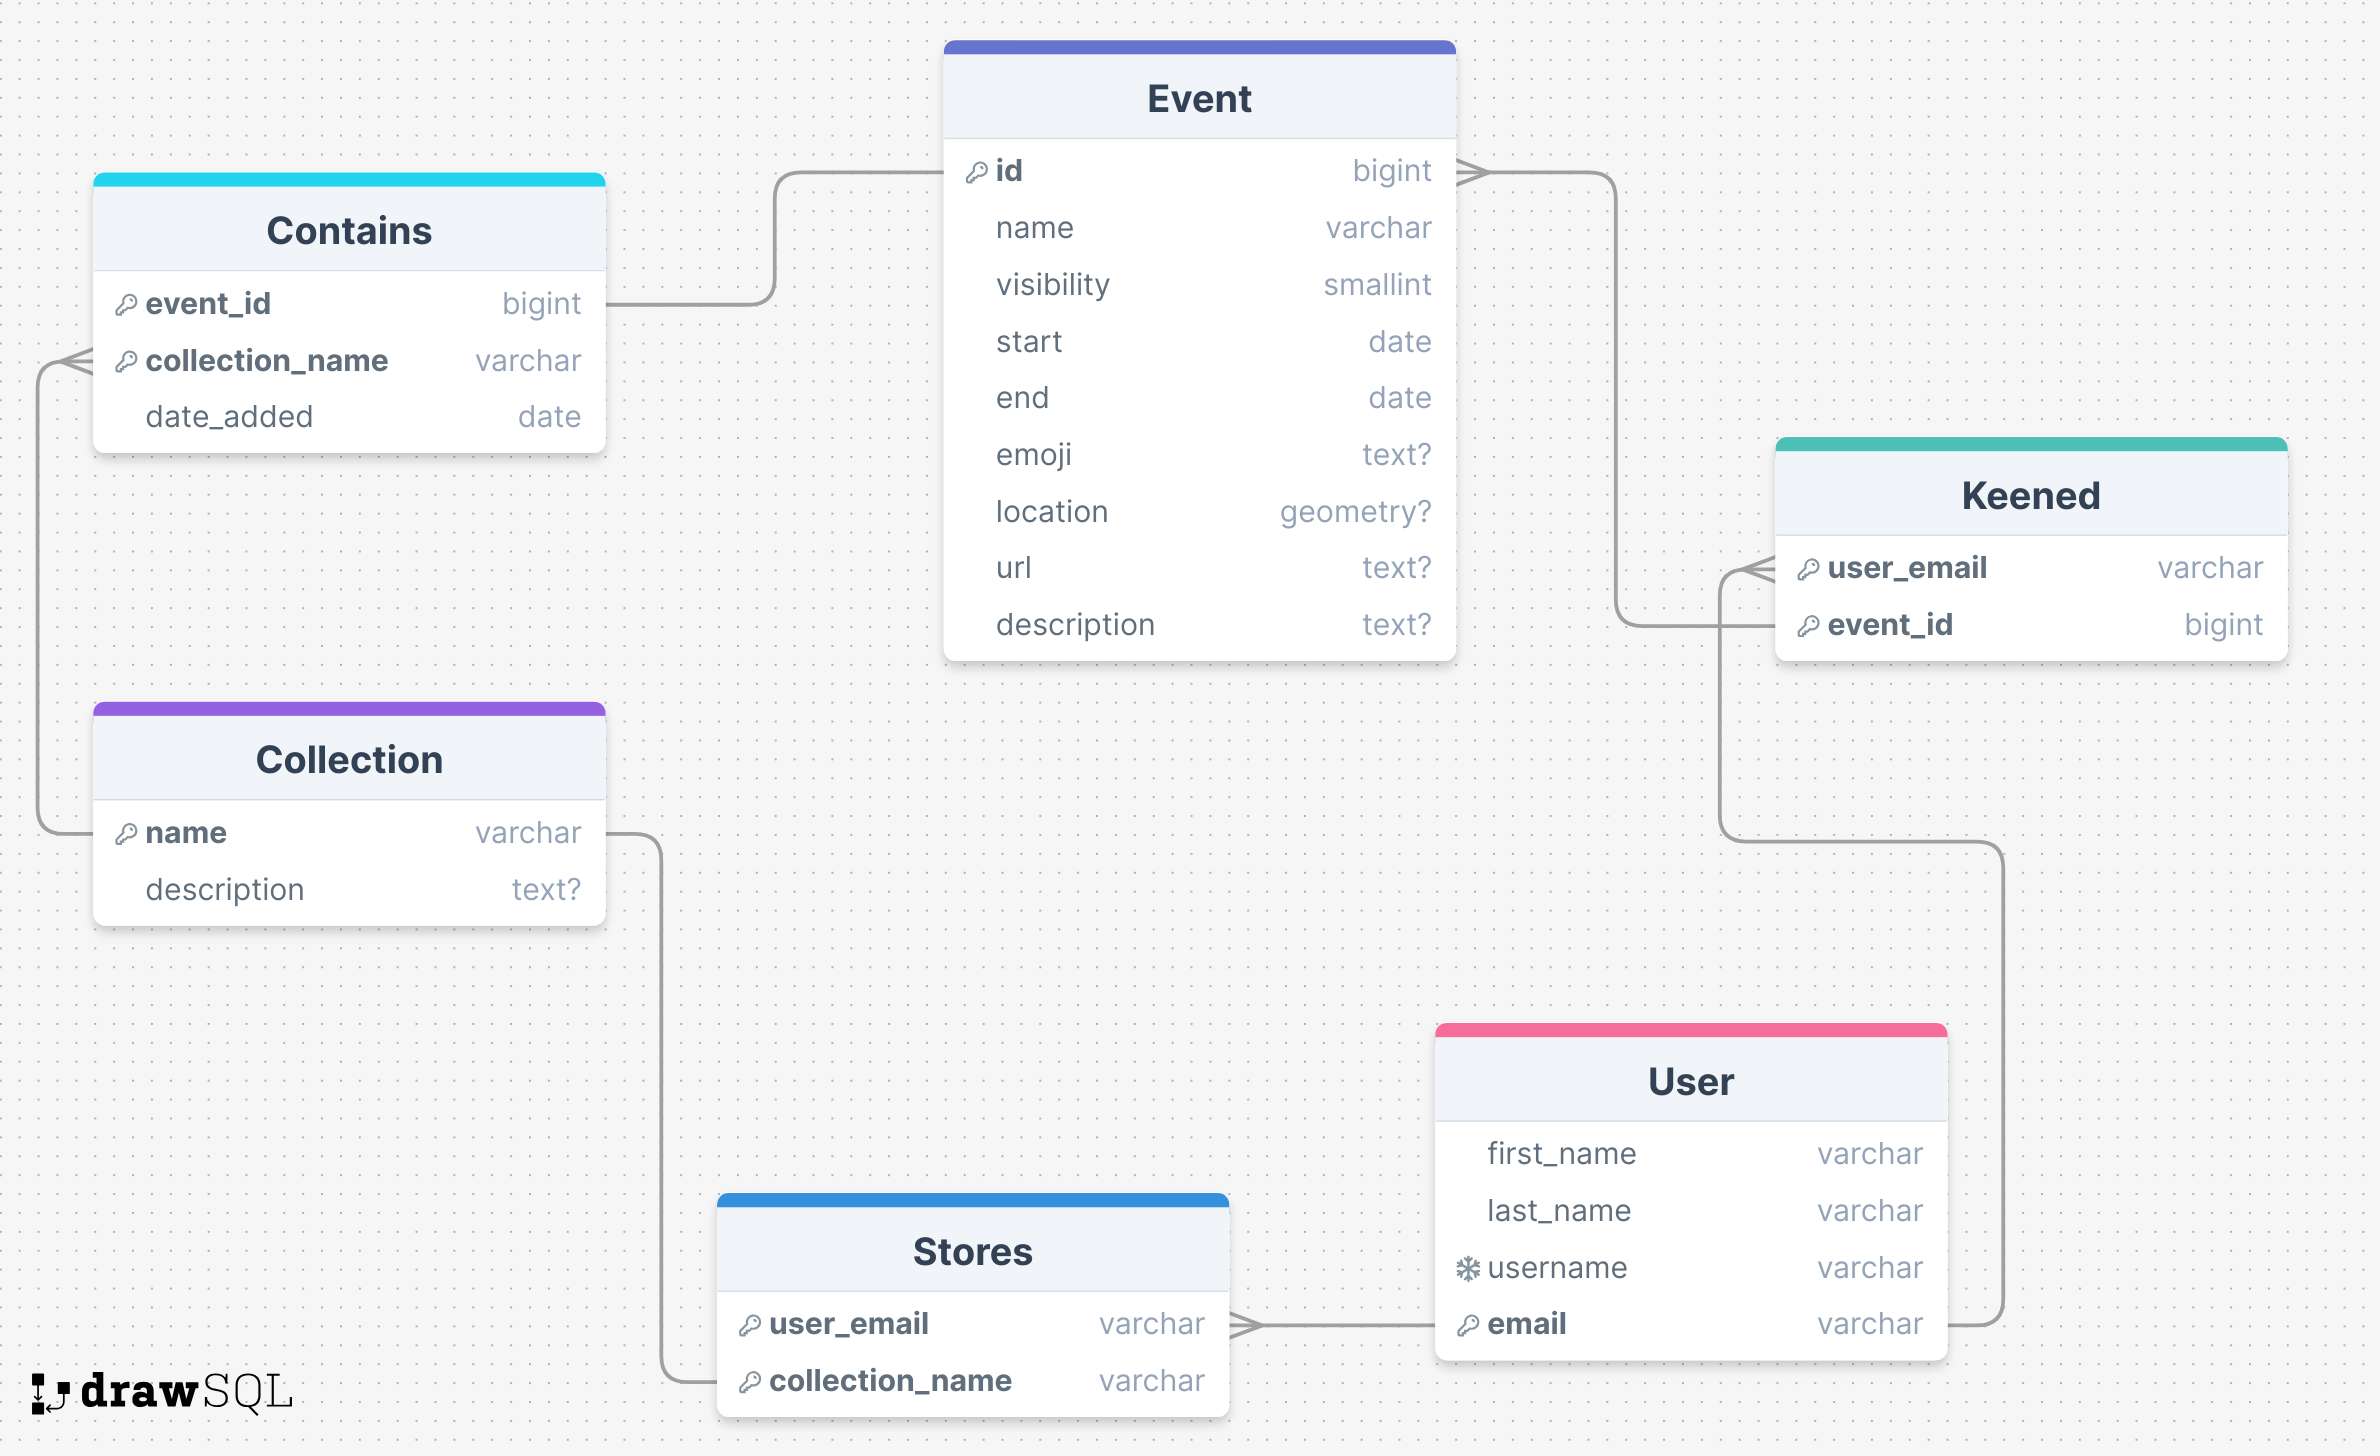 Event
id bigint
name varchar
visibility smallint
start date
end date
emoji text?
location geometry?
url text?
description text?
Contains
event_id bigint
collection_name varchar
date_added date
Keened
user_email varchar
event_id bigint
Collection
name varchar
description text?
User
first_name varchar
last_name varchar
username varchar
email varchar
Stores
user_email varchar
collection_name varchar
drawSQL